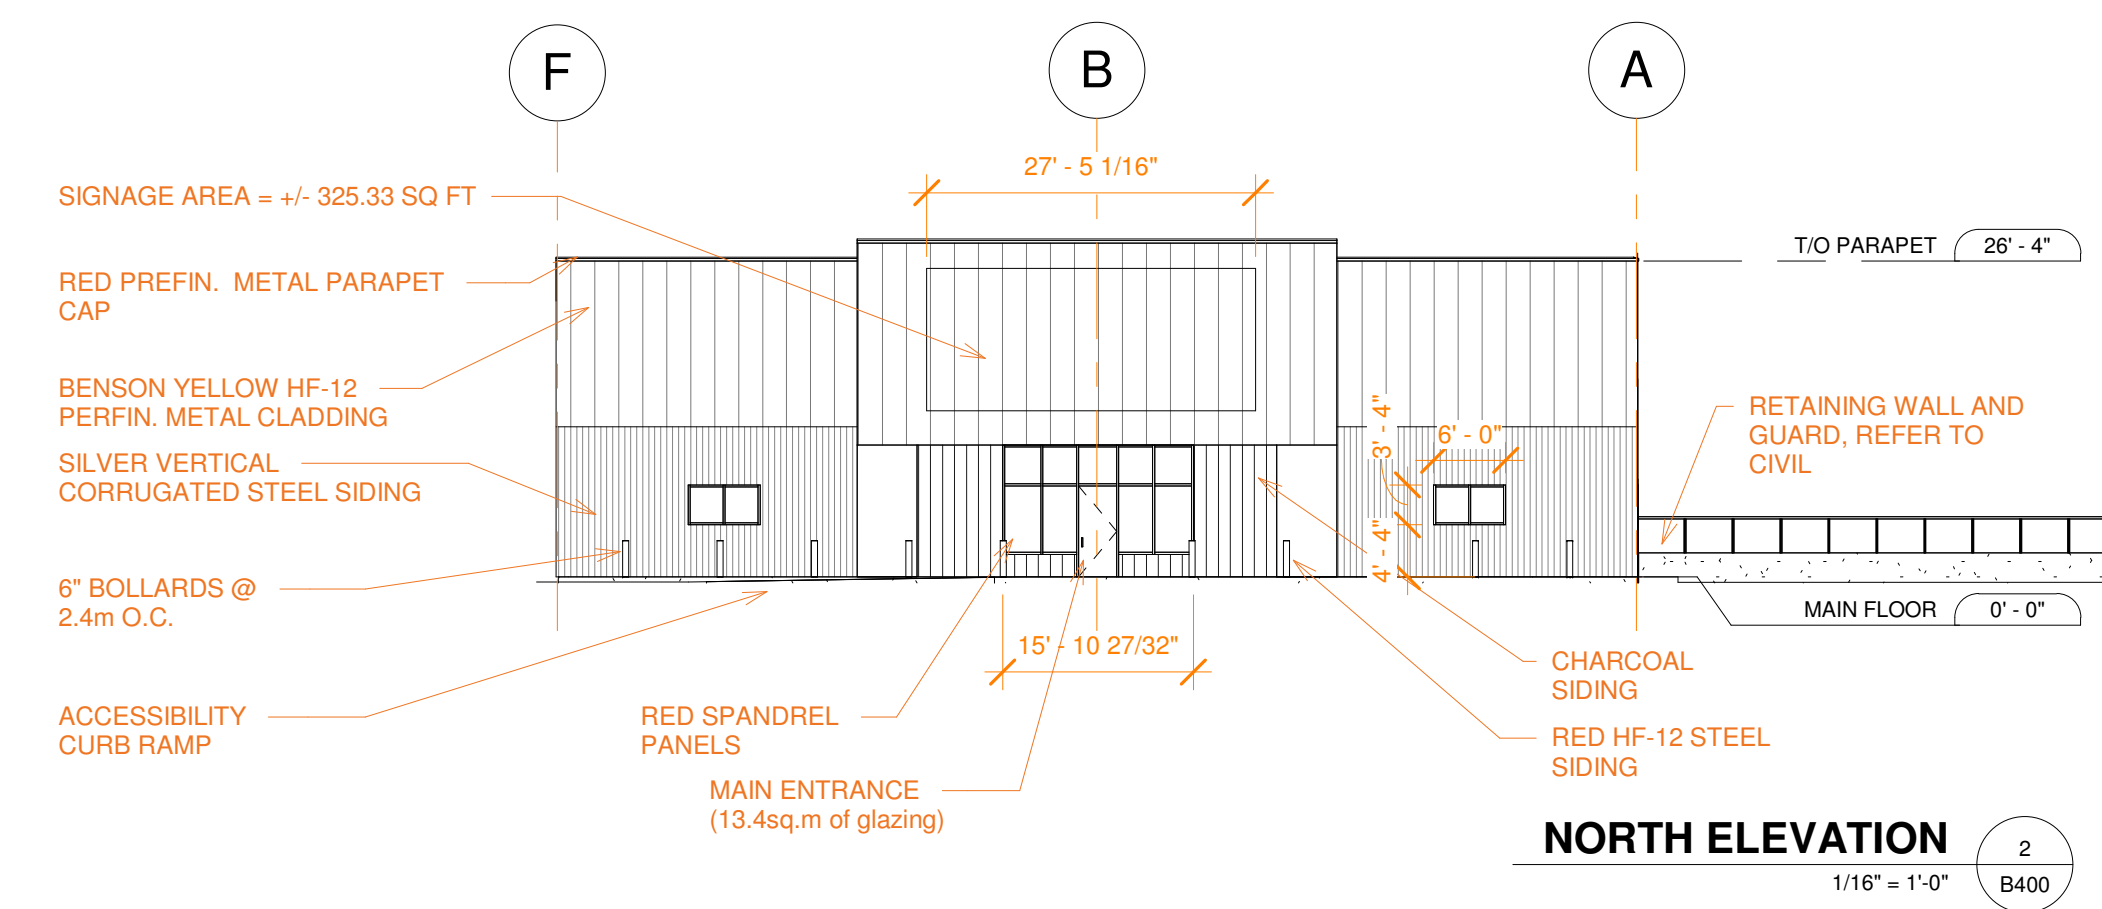 F
B
A
27' - 5 1/16"
SIGNAGE AREA = +/- 325.33 SQ FT
T/O PARAPET 26' - 4"
RED PREFIN. METAL PARAPET
CAP
BENSON YELLOW HF-12
PERFIN. METAL CLADDING
SILVER VERTICAL
CORRUGATED STEEL SIDING
3' - 4"
6' - 0"
4' - 4"
RETAINING WALL AND
GUARD, REFER TO
CIVIL
6" BOLLARDS @
2.4m O.C.
MAIN FLOOR 0' - 0"
15' - 10 27/32"
ACCESSIBILITY
CURB RAMP
RED SPANDREL
PANELS
MAIN ENTRANCE
(13.4sq.m of glazing)
CHARCOAL
SIDING
RED HF-12 STEEL
SIDING
NORTH ELEVATION
1/16" = 1'-0"
2
B400